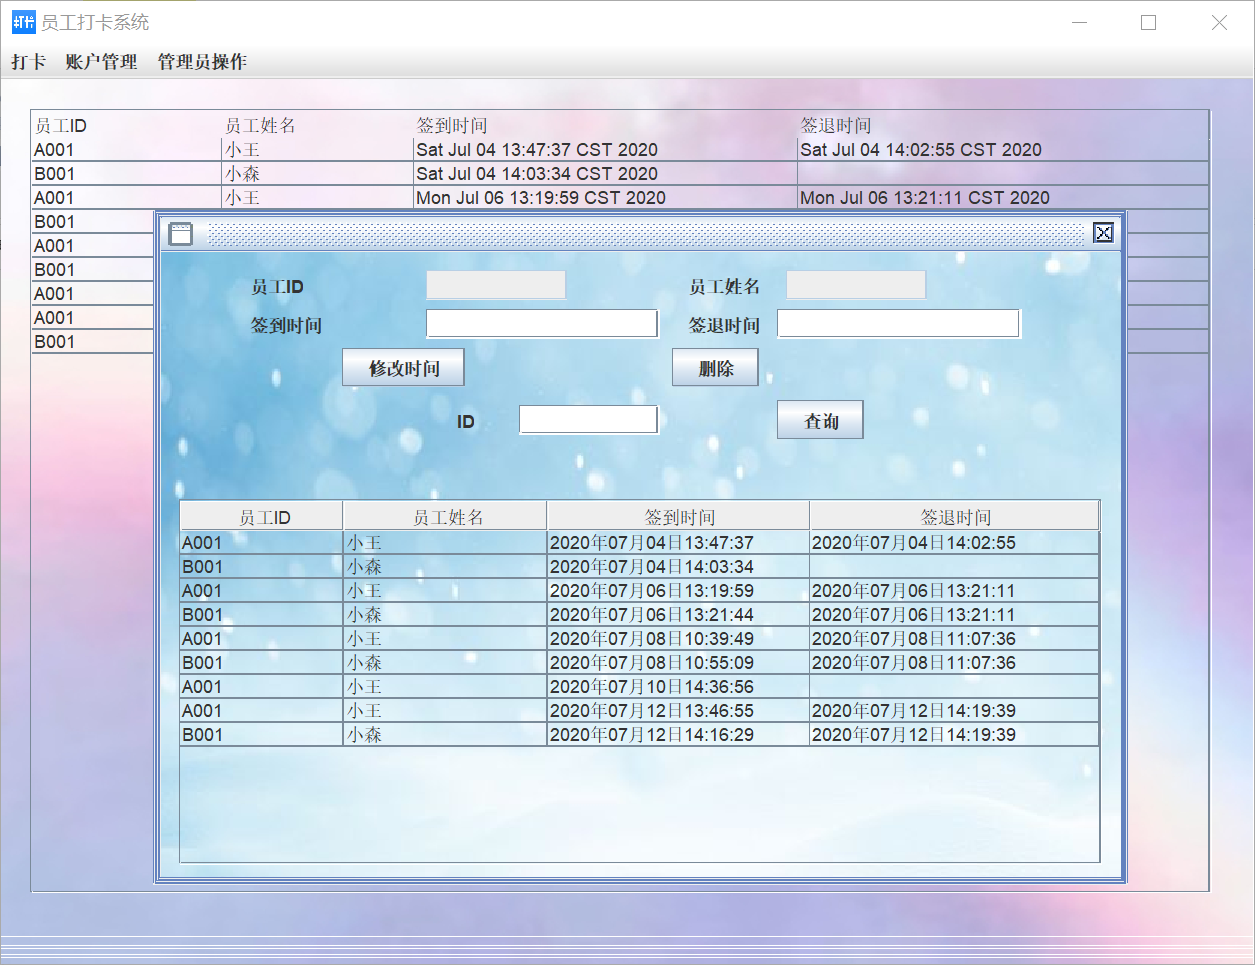 打卡 员工打卡系统
打卡 账户管理 管理员操作
员工ID 员工姓名 签到时间 签退时间
A001 小王 Sat Jul 04 13:47:37 CST 2020 Sat Jul 04 14:02:55 CST 2020
B001 小森 Sat Jul 04 14:03:34 CST 2020
A001 小王 Mon Jul 06 13:19:59 CST 2020 Mon Jul 06 13:21:11 CST 2020
B001
A001
B001
A001
A001
B001
员工ID 员工姓名
签到时间 签退时间
修改时间 删除
ID 查询
员工ID 员工姓名 签到时间 签退时间
A001 小王 2020年07月04日13:47:37 2020年07月04日14:02:55
B001 小森 2020年07月04日14:03:34
A001 小王 2020年07月06日13:19:59 2020年07月06日13:21:11
B001 小森 2020年07月06日13:21:44 2020年07月06日13:21:11
A001 小王 2020年07月08日10:39:49 2020年07月08日11:07:36
B001 小森 2020年07月08日10:55:09 2020年07月08日11:07:36
A001 小王 2020年07月10日14:36:56
A001 小王 2020年07月12日13:46:55 2020年07月12日14:19:39
B001 小森 2020年07月12日14:16:29 2020年07月12日14:19:39